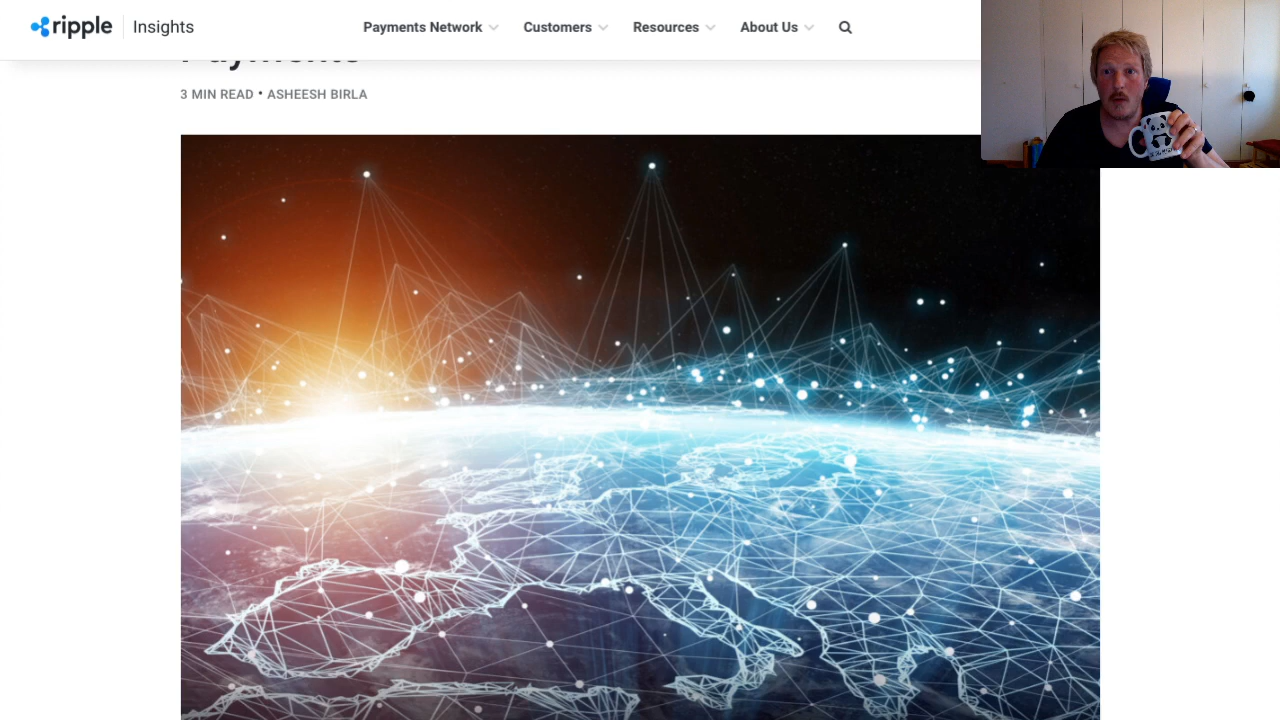 ripple Insights Payments Network Customers Resources About Us
3 MIN READ • ASHEESH BIRLA